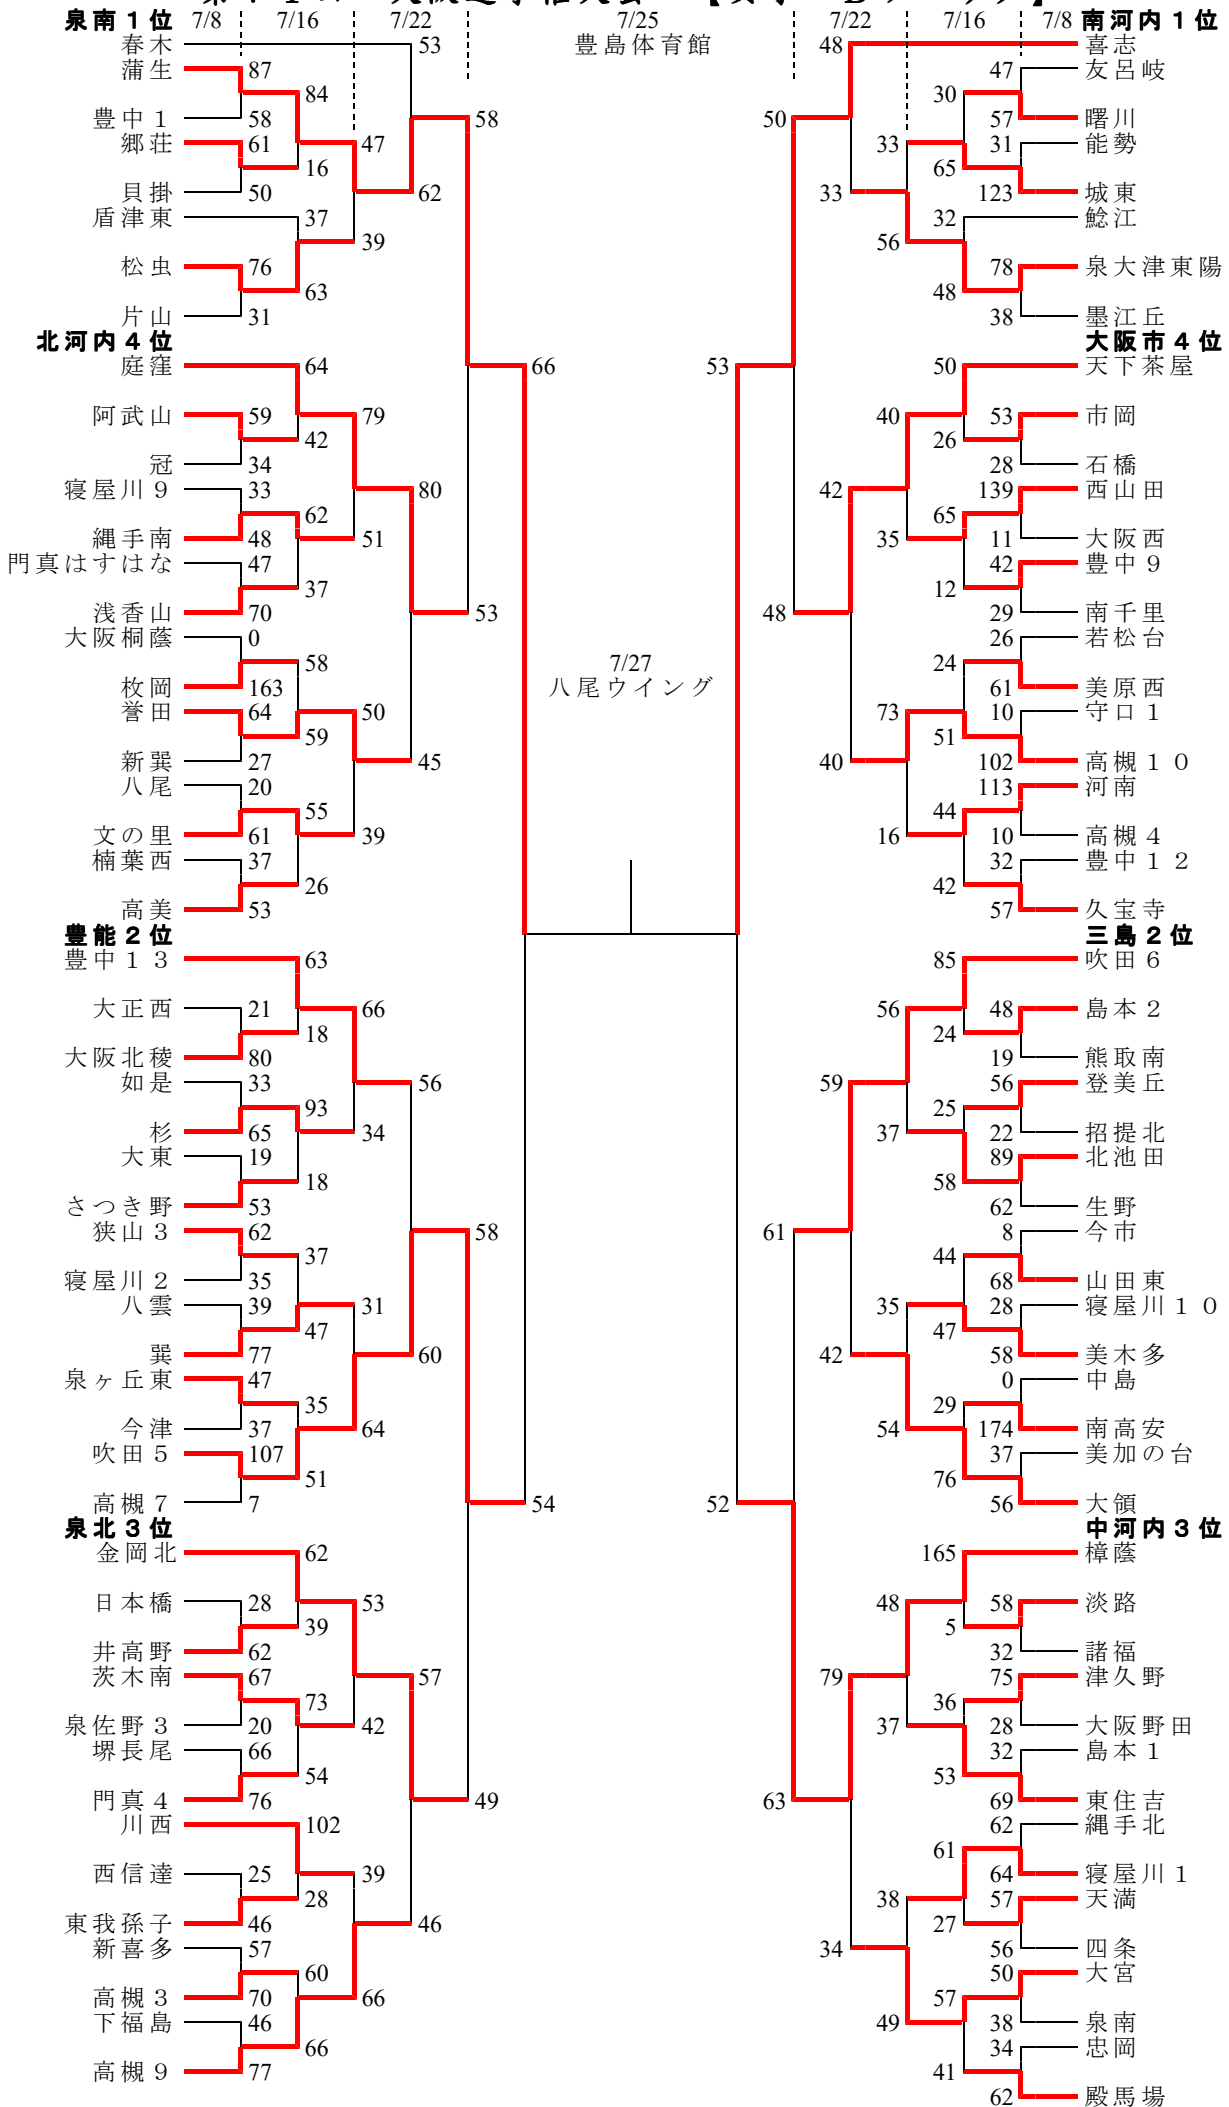 泉南１位 7/8 7/16 7/22 7/25 7/22 7/16 7/8 南河内１位
豊島体育館
春木 53
蒲生 87
84
豊中１ 58
58
郷荘 61
47
16
貝掛 50
62
盾津東 37
39
松虫 76
63
片山 31
北河内４位
庭窪 64
66
阿武山 59
79
42
冠 34
寝屋川９ 33
80
62
縄手南 48
51
門真はすはな 47
37
浅香山 70
53
大阪桐蔭 0
58
枚岡 163
誉田 64
50
59
新巽 27
45
八尾 20
55
文の里 61
39
楠葉西 37
26
高美 53
豊能２位
豊中１３ 63
大正西 21
66
18
大阪北稜 80
如是 33
56
93
杉 65
34
大東 19
18
さつき野 53
狭山３ 62
58
37
寝屋川２ 35
八雲 39
31
47
巽 77
60
泉ヶ丘東 47
35
今津 37
64
吹田５ 107
51
高槻７ 7
54
泉北３位
金岡北 62
日本橋 28
53
39
井高野 62
茨木南 67
57
73
泉佐野３ 20
42
堺長尾 66
54
門真４ 76
49
川西 102
西信達 25
39
28
東我孫子 46
46
新喜多 57
60
高槻３ 70
66
下福島 46
66
高槻９ 77
7/27
八尾ウイング
48 喜志
47 友呂岐
30
57 曙川
50
31 能勢
33
65
123 城東
33
32 鯰江
56
78 泉大津東陽
48
38 墨江丘
大阪市４位
50 天下茶屋
53
53 市岡
40
26
28 石橋
139 西山田
42
65
11 大阪西
35
42 豊中９
12
29 南千里
48
26 若松台
24
61 美原西
10 守口１
73
51
102 高槻１０
40
113 河南
44
10 高槻４
16
32 豊中１２
42
57 久宝寺
三島２位
85 吹田６
48 島本２
56
24
19 熊取南
56 登美丘
59
25
22 招提北
37
89 北池田
58
62 生野
8 今市
61
44
68 山田東
28 寝屋川１０
35
47
58 美木多
42
0 中島
29
174 南高安
54
37 美加の台
76
56 大領
52
中河内３位
165 樟蔭
58 淡路
48
5
32 諸福
75 津久野
79
36
28 大阪野田
37
32 島本１
53
69 東住吉
63
62 縄手北
61
64 寝屋川１
57 天満
38
27
56 四条
34
50 大宮
57
38 泉南
49
34 忠岡
41
62 殿馬場